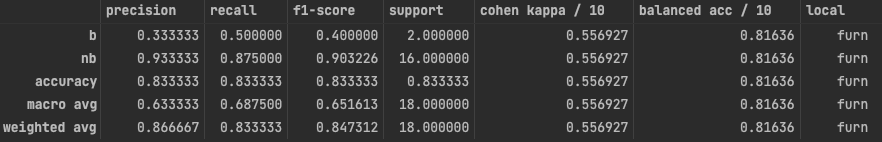 precision recall f1-score support cohen kappa / 10 balanced acc / 10 local
b 0.333333 0.500000 0.400000 2.000000 0.556927 0.81636 furn
nb 0.933333 0.875000 0.903226 16.000000 0.556927 0.81636 furn
accuracy 0.833333 0.833333 0.833333 0.833333 0.556927 0.81636 furn
macro avg 0.633333 0.687500 0.651613 18.000000 0.556927 0.81636 furn
weighted avg 0.866667 0.833333 0.847312 18.000000 0.556927 0.81636 furn